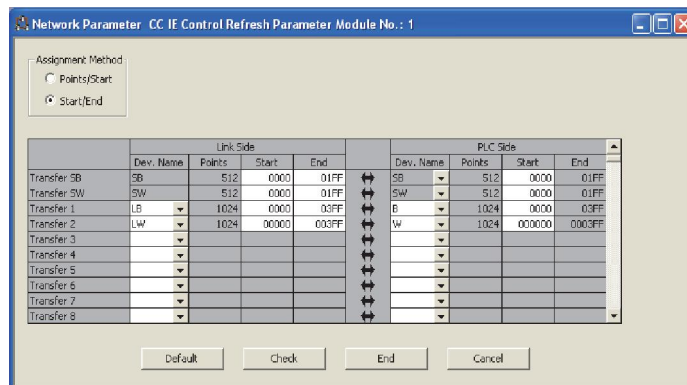 Network Parameter CC IE Control Refresh Parameter Module No.: 1
Assignment Method
Points/Start
Start/End
Link Side PLC Side
Dev. Name Points Start End Dev. Name Points Start End
Transfer SB SB 512 0000 01FF SB 512 0000 01FF
Transfer SW SW 512 0000 01FF SW 512 0000 01FF
Transfer 1 LB 1024 0000 03FF B 1024 0000 03FF
Transfer 2 LW 1024 00000 003FF W 1024 000000 0003FF
Transfer 3
Transfer 4
Transfer 5
Transfer 6
Transfer 7
Transfer 8
Default Check End Cancel